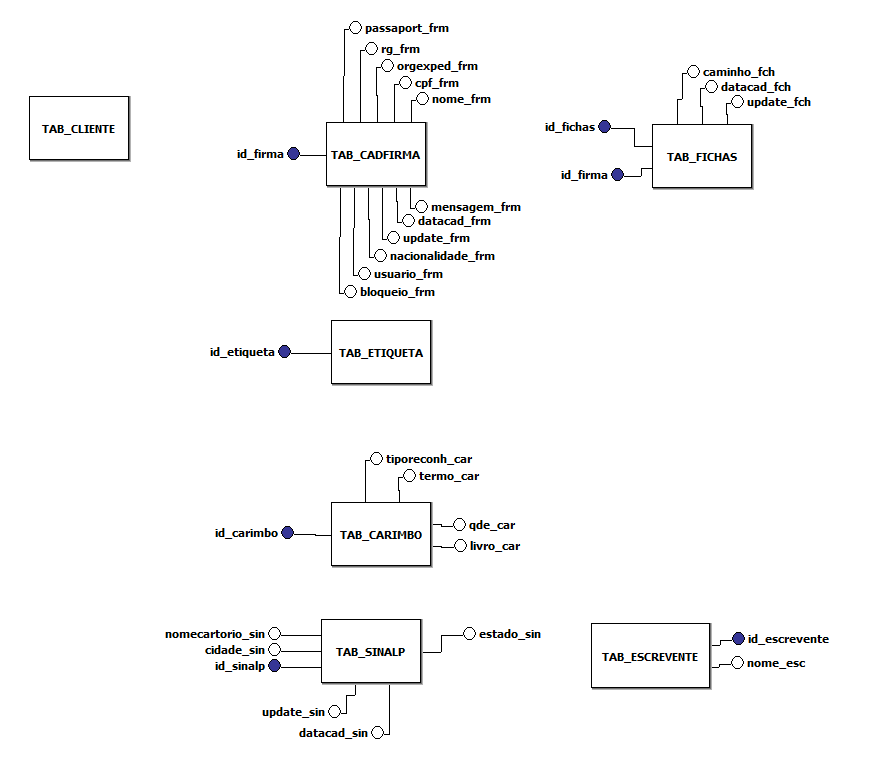 passaport_frm
rg_frm
orgexped_frm
cpf_frm
nome_frm
caminho_fch
datacad_fch
update_fch
TAB_CLIENTE
id_firma
TAB_CADFIRMA
id_fichas
id_firma
TAB_FICHAS
mensagem_frm
datacad_frm
update_frm
nacionalidade_frm
usuario_frm
bloqueio_frm
id_etiqueta
TAB_ETIQUETA
tiporeconh_car
termo_car
id_carimbo
TAB_CARIMBO
qde_car
livro_car
nomecartorio_sin
cidade_sin
id_sinalp
TAB_SINALP
estado_sin
update_sin
datacad_sin
TAB_ESCREVENTE
id_escrevente
nome_esc